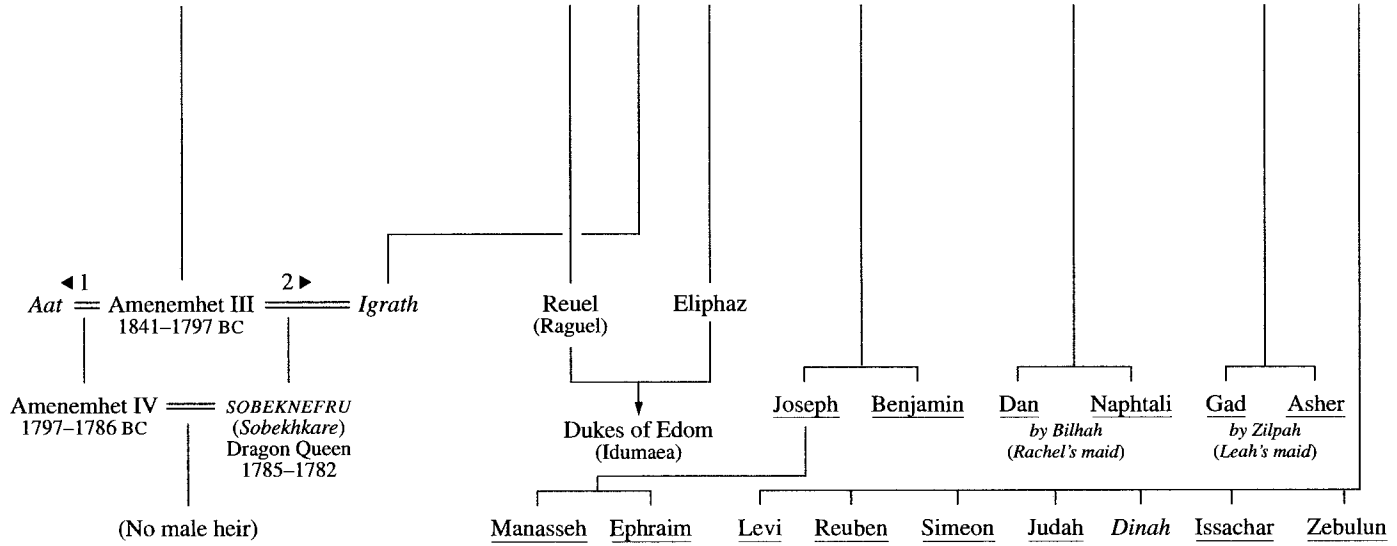 ◄ 1
2 ►
Aat = Amenemhet III = Igrath
1841–1797 BC
Reuel
(Raguel)
Eliphaz
Amenemhet IV = SOBEKNEFRU
1797–1786 BC
(Sobekhkare)
Dragon Queen
1785–1782
(No male heir)
Dukes of Edom
(Idumaea)
Joseph Benjamin
Dan Naphtali
by Bilhah
(Rachel's maid)
Gad Asher
by Zilpah
(Leah's maid)
Manasseh Ephraim Levi Reuben Simeon Judah Dinah Issachar Zebulun